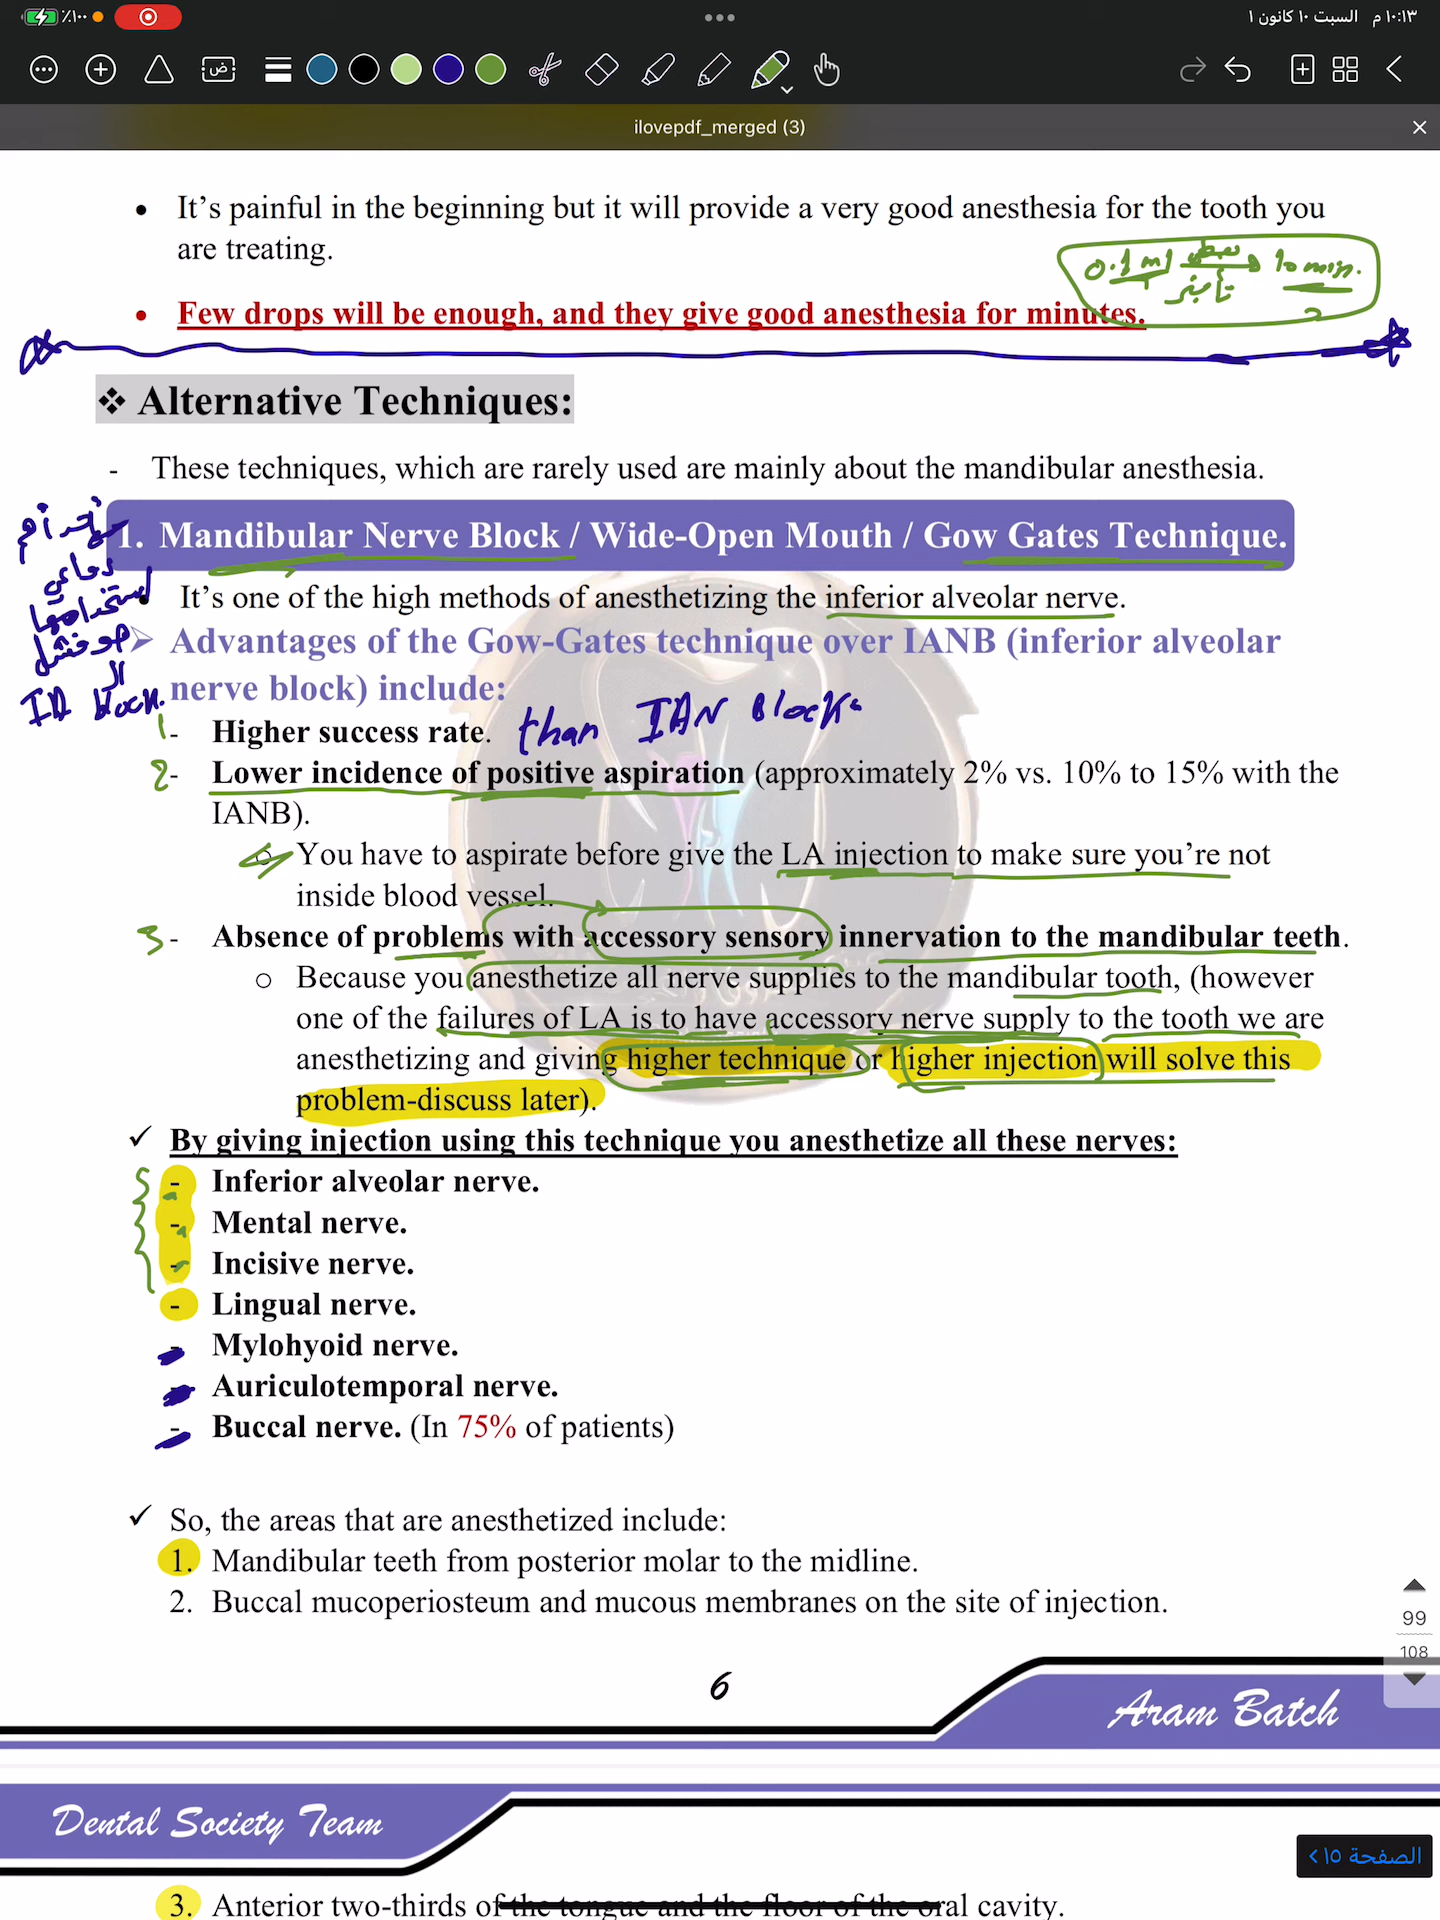 ٪١٠٠
السبت ١٠ كانون ١ ١٠:١٣ م
ض
ilovepdf_merged (3)
• It’s painful in the beginning but it will provide a very good anesthesia for the tooth you
are treating.
0.1 ml 10 min.
تأثير
• Few drops will be enough, and they give good anesthesia for minutes.
❖ Alternative Techniques:
- These techniques, which are rarely used are mainly about the mandibular anesthesia.
1. Mandibular Nerve Block / Wide-Open Mouth / Gow Gates Technique.
• It’s one of the high methods of anesthetizing the inferior alveolar nerve.
➤ Advantages of the Gow-Gates technique over IANB (inferior alveolar
nerve block) include:
ال
IA block.
1- Higher success rate. than IAN Block
2- Lower incidence of positive aspiration (approximately 2% vs. 10% to 15% with the
IANB).
You have to aspirate before give the LA injection to make sure you’re not
inside blood vessel.
3- Absence of problems with accessory sensory innervation to the mandibular teeth.
o Because you anesthetize all nerve supplies to the mandibular tooth, (however
one of the failures of LA is to have accessory nerve supply to the tooth we are
anesthetizing and giving higher technique or higher injection will solve this
problem-discuss later).
✓ By giving injection using this technique you anesthetize all these nerves:
- Inferior alveolar nerve.
- Mental nerve.
- Incisive nerve.
- Lingual nerve.
- Mylohyoid nerve.
- Auriculotemporal nerve.
- Buccal nerve. (In 75% of patients)
✓ So, the areas that are anesthetized include:
1. Mandibular teeth from posterior molar to the midline.
2. Buccal mucoperiosteum and mucous membranes on the site of injection.
99
108
6
Aram Batch
Dental Society Team
الصفحة ١٥
3. Anterior two-thirds of the tongue and the floor of the oral cavity.